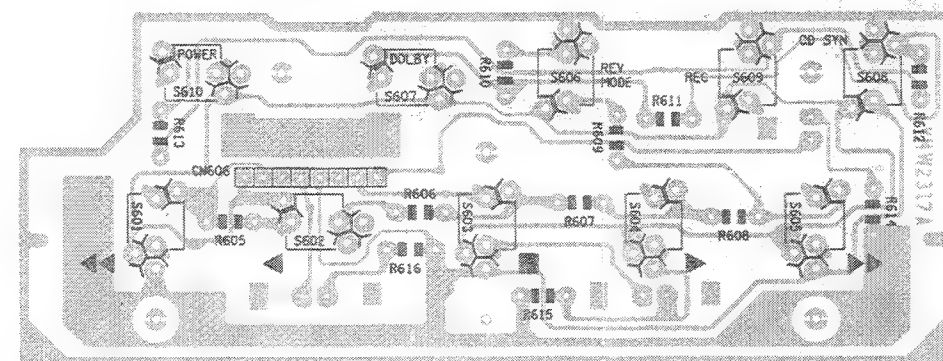 POWER
S610
DOLBY
S607
R610
S606
REV
MODE
REC
S609
CD SYN
S608
R612
R613
R611
R609
CN606
S601
R605
S602
R606
R616
S603
R607
S604
R608
S605
R614
R615